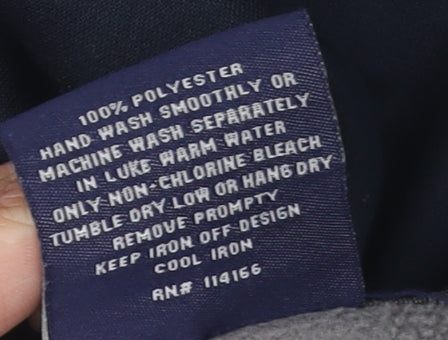 100% POLYESTER
HAND WASH SMOOTHLY OR
MACHINE WASH SEPARATELY
IN LUKE WARM WATER
ONLY NON-CHLORINE BLEACH
TUMBLE DRY LOW OR HANG DRY
REMOVE PROMPTY
KEEP IRON OFF DESIGN
COOL IRON
RN# 114166